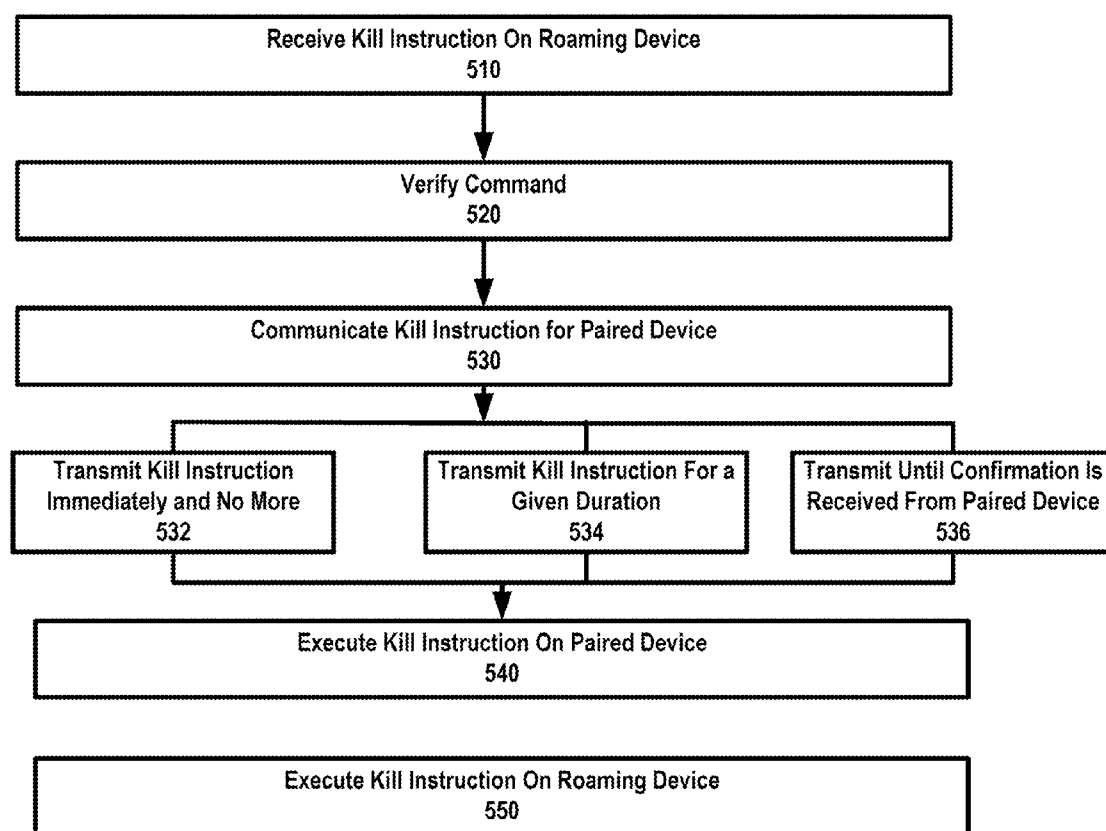 Receive Kill Instruction On Roaming Device
510
Verify Command
520
Communicate Kill Instruction for Paired Device
530
Transmit Kill Instruction
Immediately and No More
532
Transmit Kill Instruction For a
Given Duration
534
Transmit Until Confirmation Is
Received From Paired Device
536
Execute Kill Instruction On Paired Device
540
Execute Kill Instruction On Roaming Device
550